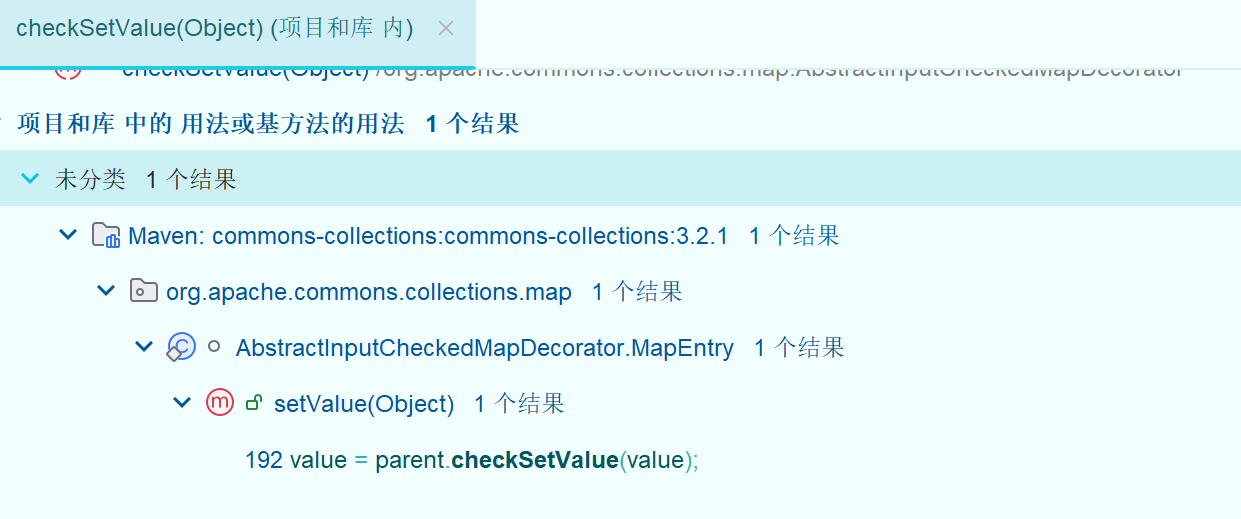 checkSetValue(Object) (项目和库 内)
checkSetValue(Object) /org.apache.commons.collections.map.AbstractInputCheckedMapDecorator
项目和库 中的 用法或基方法的用法 1 个结果
未分类 1 个结果
Maven: commons-collections:commons-collections:3.2.1 1 个结果
org.apache.commons.collections.map 1 个结果
AbstractInputCheckedMapDecorator.MapEntry 1 个结果
setValue(Object) 1 个结果
192 value = parent.checkSetValue(value);